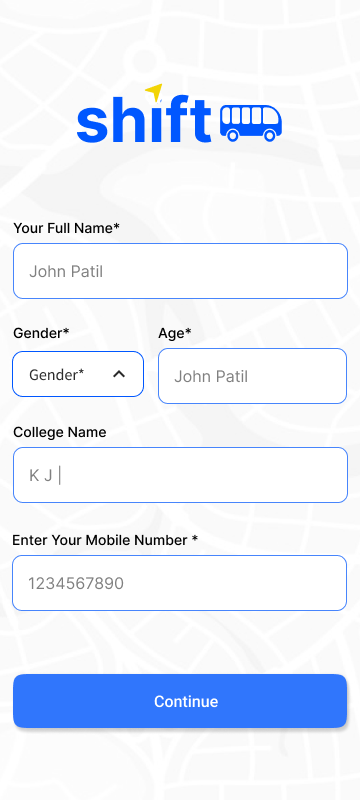 shift
Your Full Name*
John Patil
Gender* Age*
Gender* John Patil
College Name
K J |
Enter Your Mobile Number *
1234567890
Continue